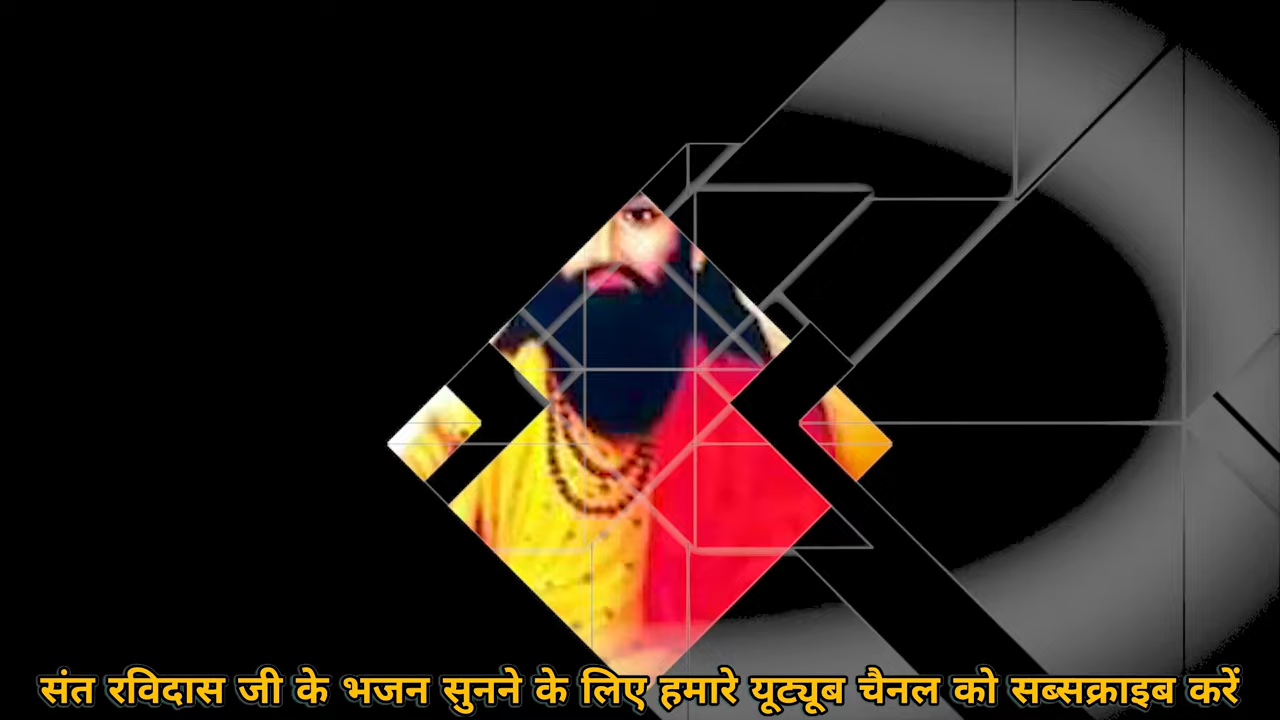 संत रविदास जी के भजन सुनने के लिए हमारे यूट्यूब चैनल को सब्सक्राइब करें